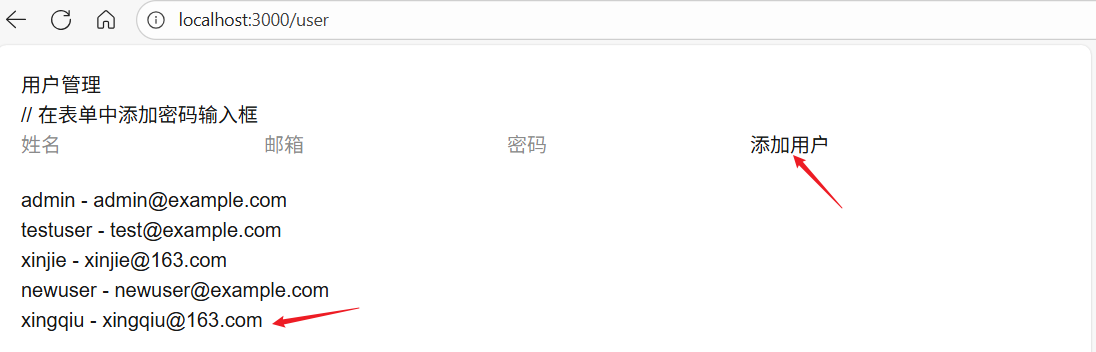 localhost:3000/user
用户管理
// 在表单中添加密码输入框
姓名 邮箱 密码 添加用户
admin - admin@example.com
testuser - test@example.com
xinjie - xinjie@163.com
newuser - newuser@example.com
xingqiu - xingqiu@163.com